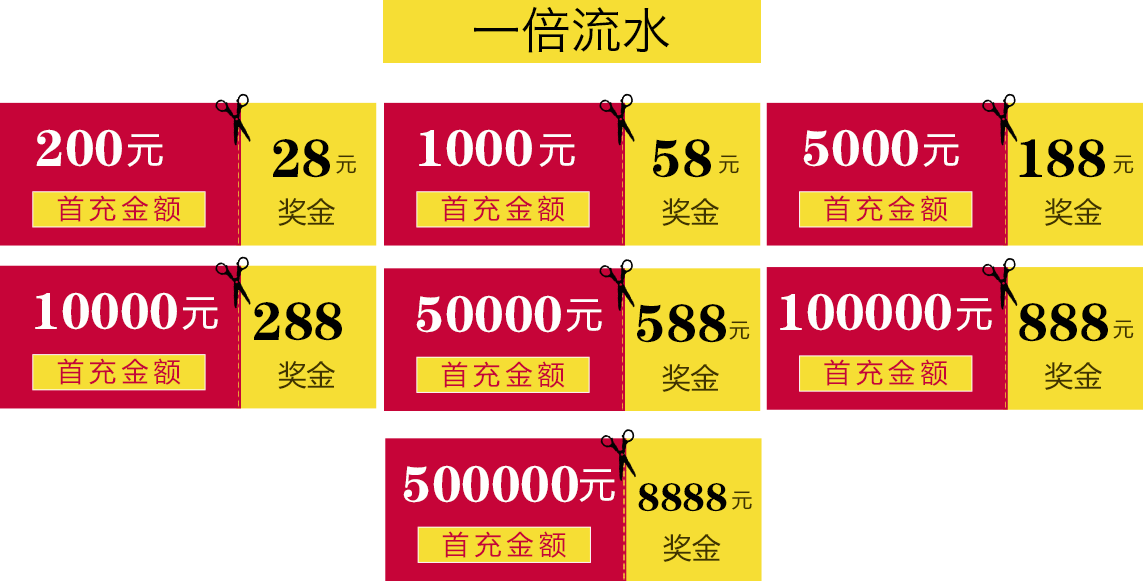 一倍流水
200元
首充金额
28元
奖金
1000元
首充金额
58元
奖金
5000元
首充金额
188元
奖金
10000元
首充金额
288
奖金
50000元
首充金额
588元
奖金
100000元
首充金额
888元
奖金
500000元
首充金额
8888元
奖金